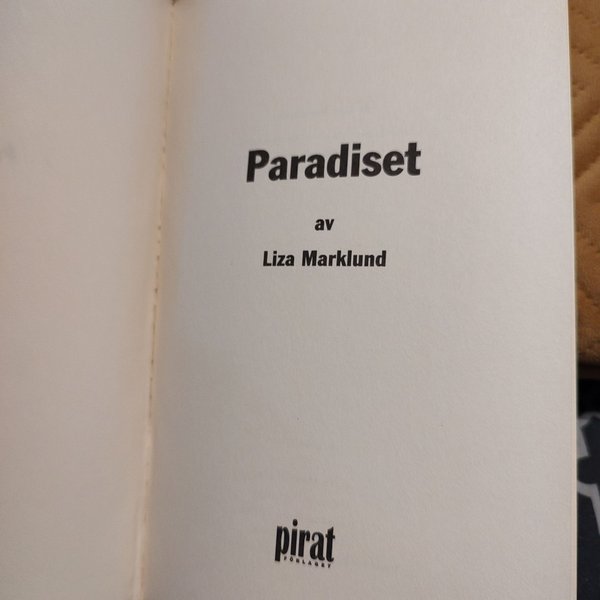 Paradiset
av
Liza Marklund
pirat
FÖRLAGET